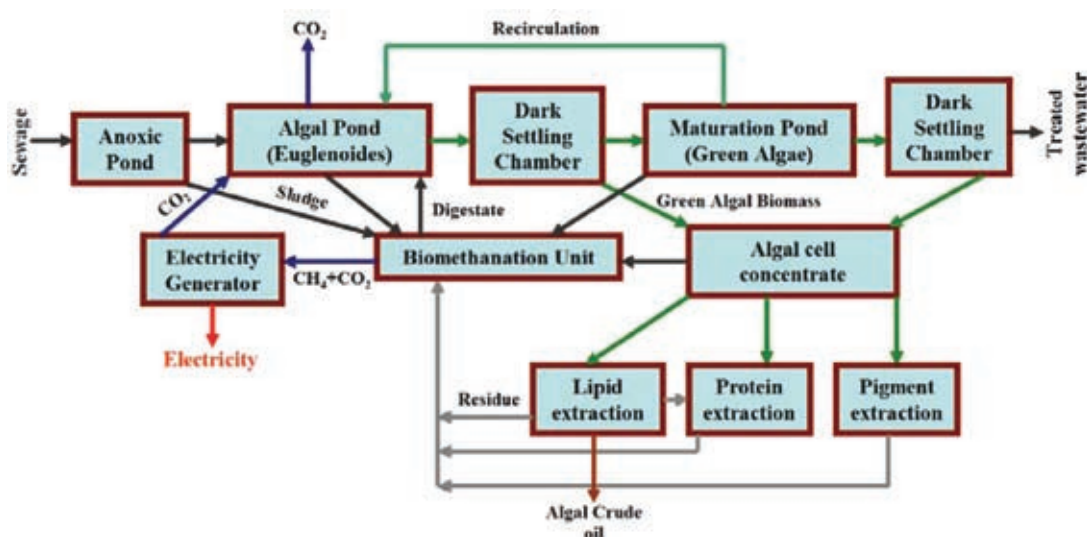 CO₂
Recirculation
Sewage
Anoxic
Pond
Algal Pond
(Euglenoides)
Dark
Settling
Chamber
Maturation Pond
(Green Algae)
Dark
Settling
Chamber
Treated
wastewater
CO₂
Sludge
Digestate
Green Algal Biomass
Electricity
Generator
CH₄+CO₂
Biomethanation Unit
Algal cell
concentrate
Electricity
Residue
Lipid
extraction
Protein
extraction
Pigment
extraction
Algal Crude
oil